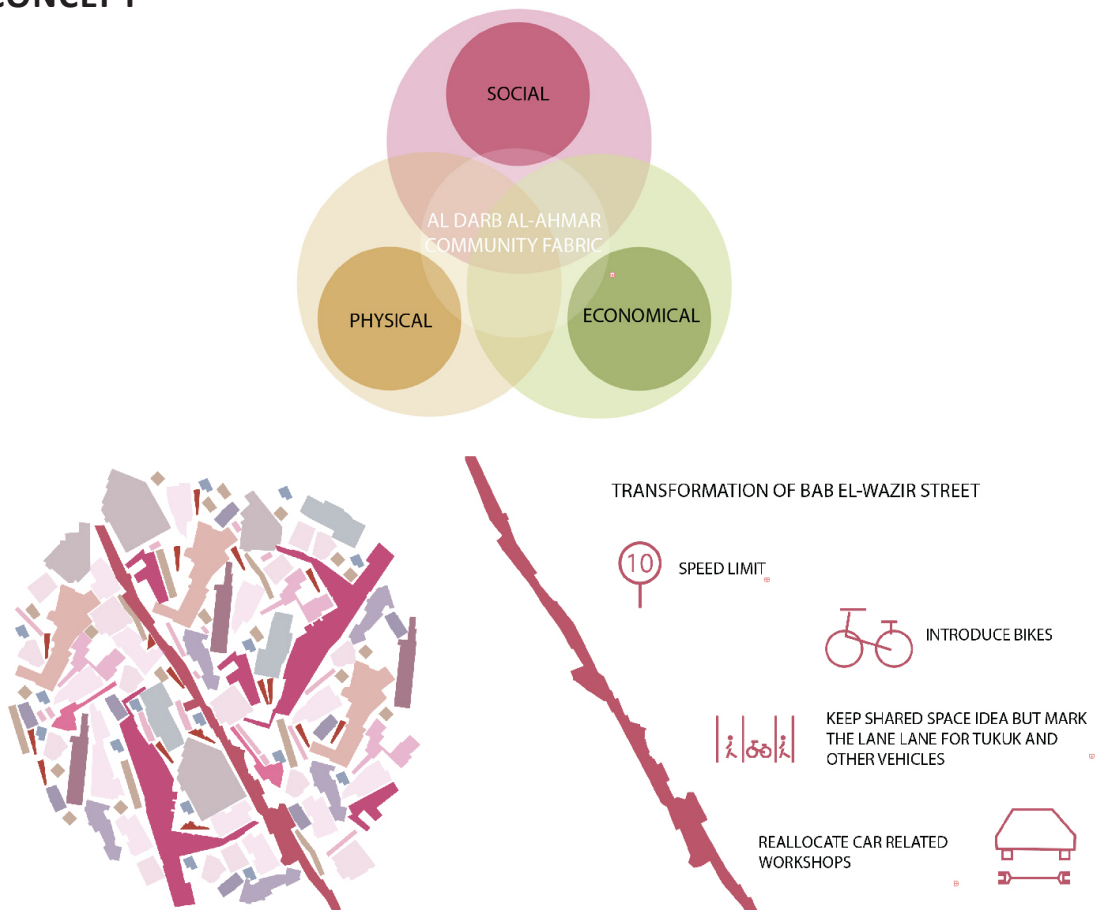 CONCEPT
SOCIAL
AL DARB AL-AHMAR
COMMUNITY FABRIC
PHYSICAL
ECONOMICAL
TRANSFORMATION OF BAB EL-WAZIR STREET
10
SPEED LIMIT
INTRODUCE BIKES
KEEP SHARED SPACE IDEA BUT MARK
THE LANE LANE FOR TUKUK AND
OTHER VEHICLES
REALLOCATE CAR RELATED
WORKSHOPS